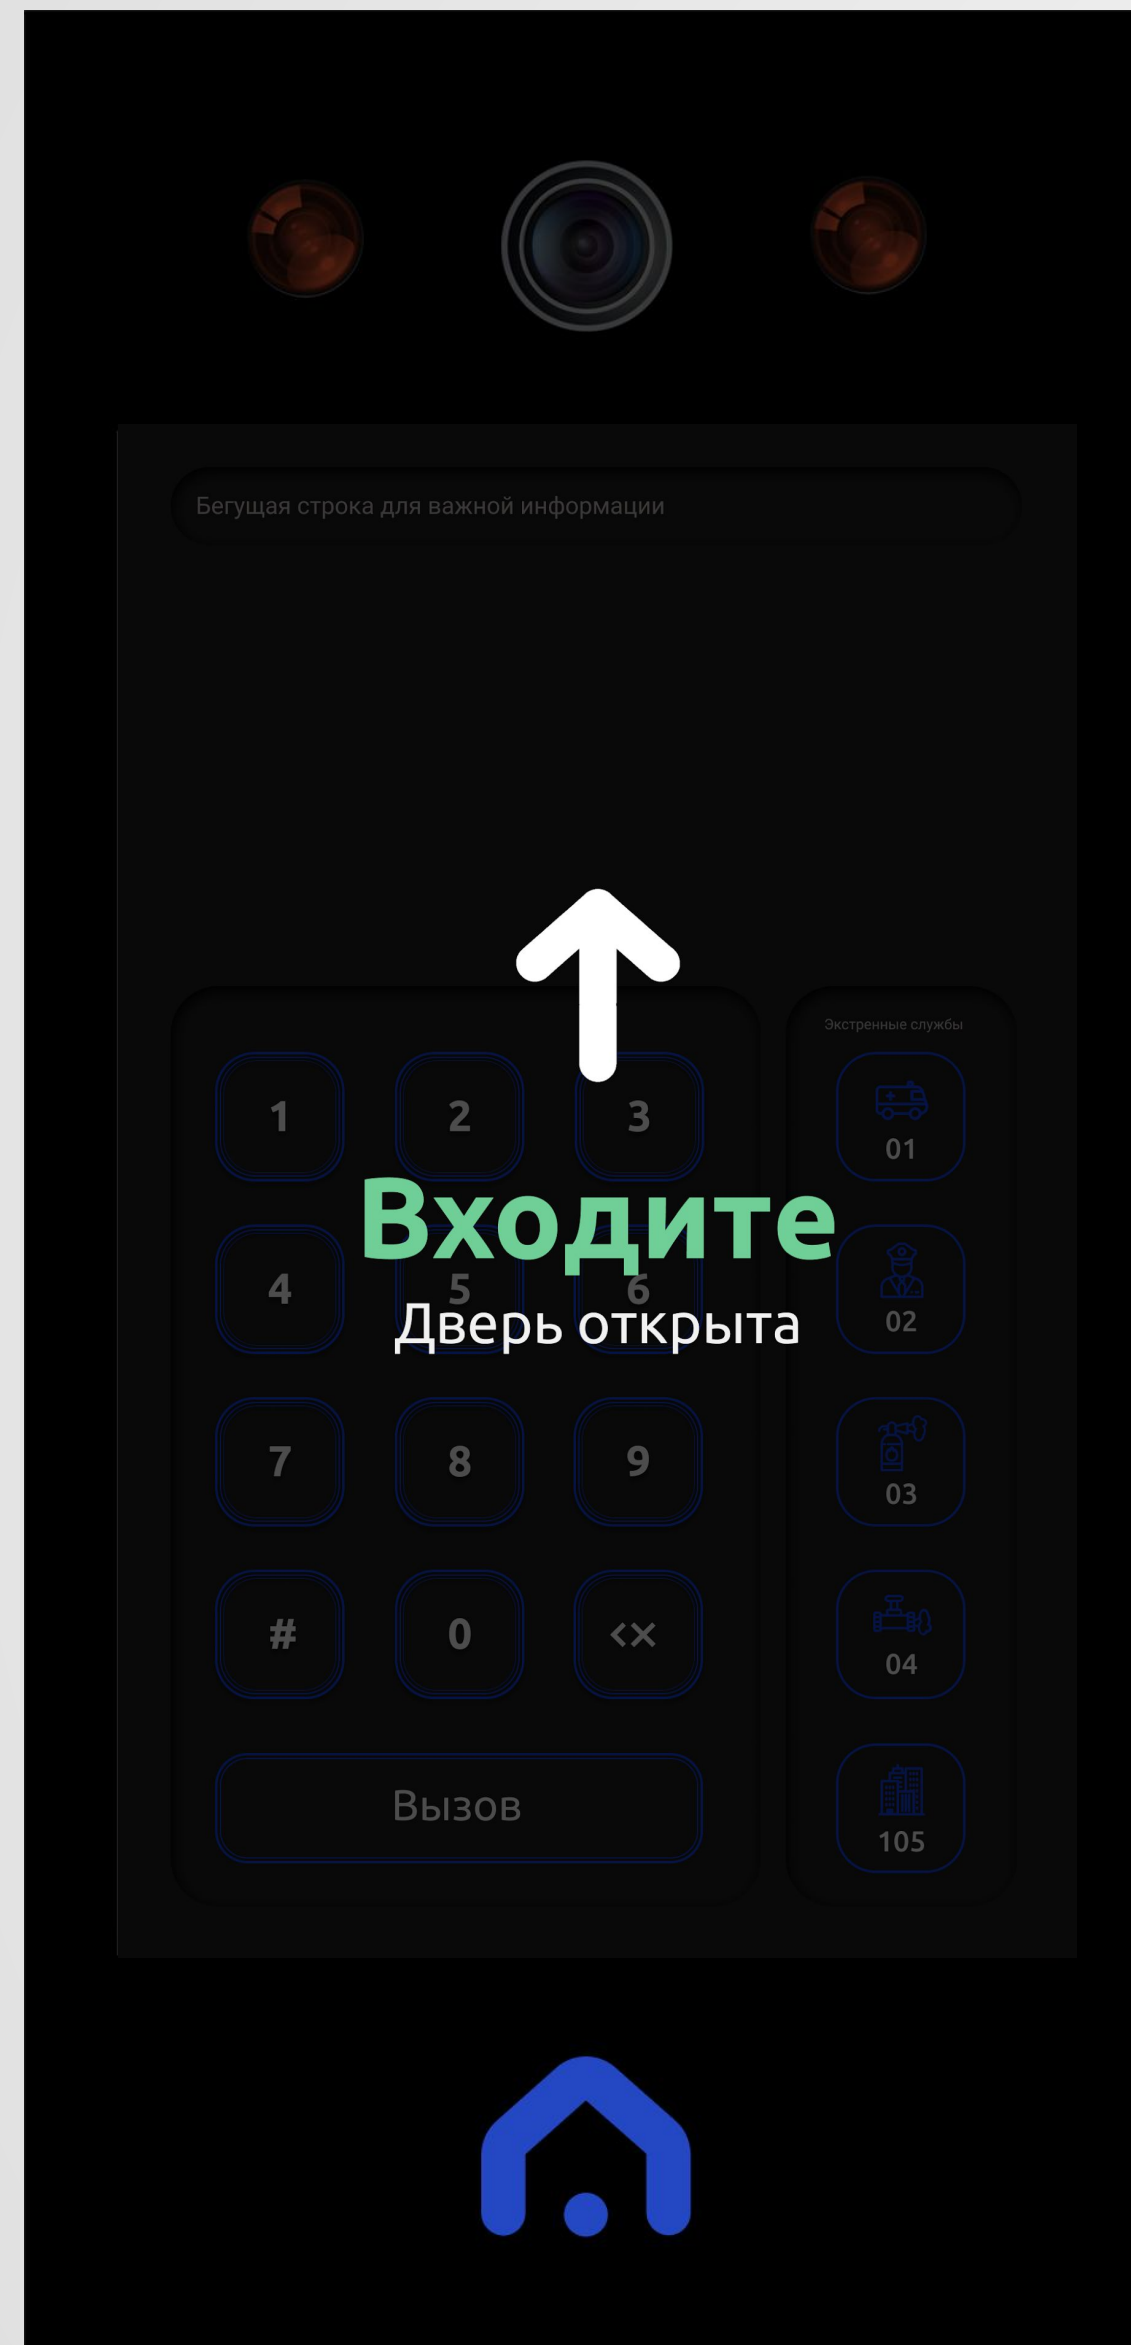 Бегущая строка для важной информации
Экстренные службы
1 2 3
01
Входите
4 5 6
02
Дверь открыта
7 8 9
03
# 0 <×
04
Вызов
105